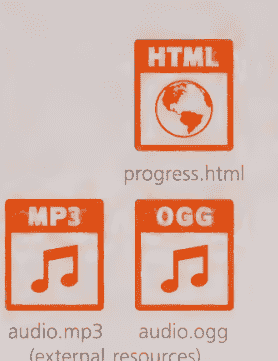 HTML
progress.html
MP3 OGG
audio.mp3 audio.ogg
(external resources)